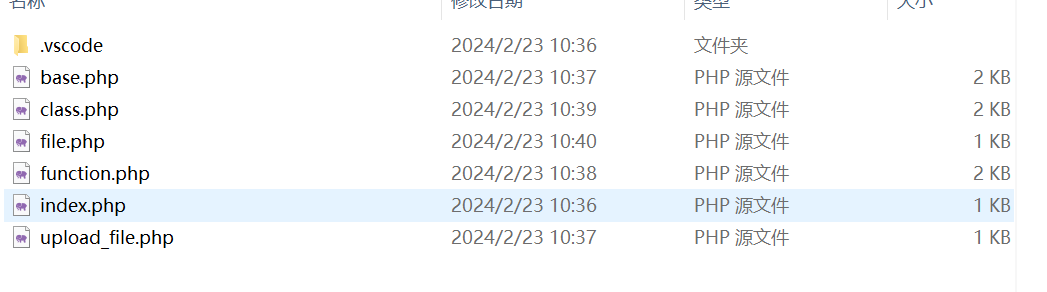 名称 修改日期 类型 大小
.vscode 2024/2/23 10:36 文件夹
base.php 2024/2/23 10:37 PHP 源文件 2 KB
class.php 2024/2/23 10:39 PHP 源文件 2 KB
file.php 2024/2/23 10:40 PHP 源文件 1 KB
function.php 2024/2/23 10:38 PHP 源文件 2 KB
index.php 2024/2/23 10:36 PHP 源文件 1 KB
upload_file.php 2024/2/23 10:37 PHP 源文件 1 KB